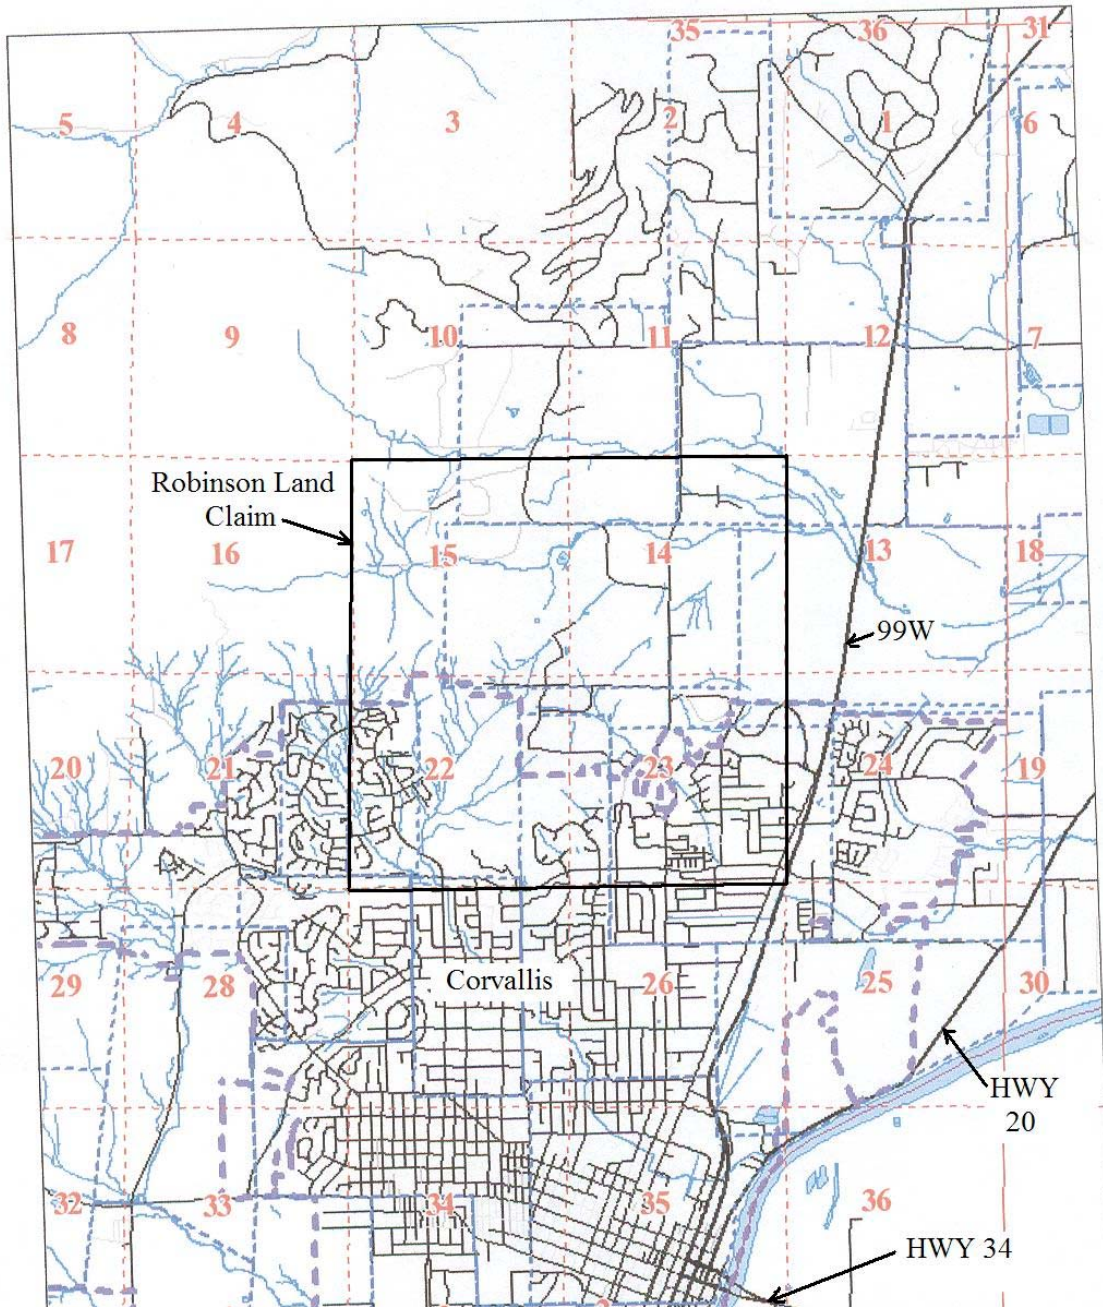 35 36 31
5 4 3 2 1 6
8 9 10 11 12 7
Robinson Land
Claim
17 16 15 14 13 18
99W
20 21 22 23 24 19
29 28 Corvallis 26 25 30
HWY
20
32 33 34 35 36
HWY 34